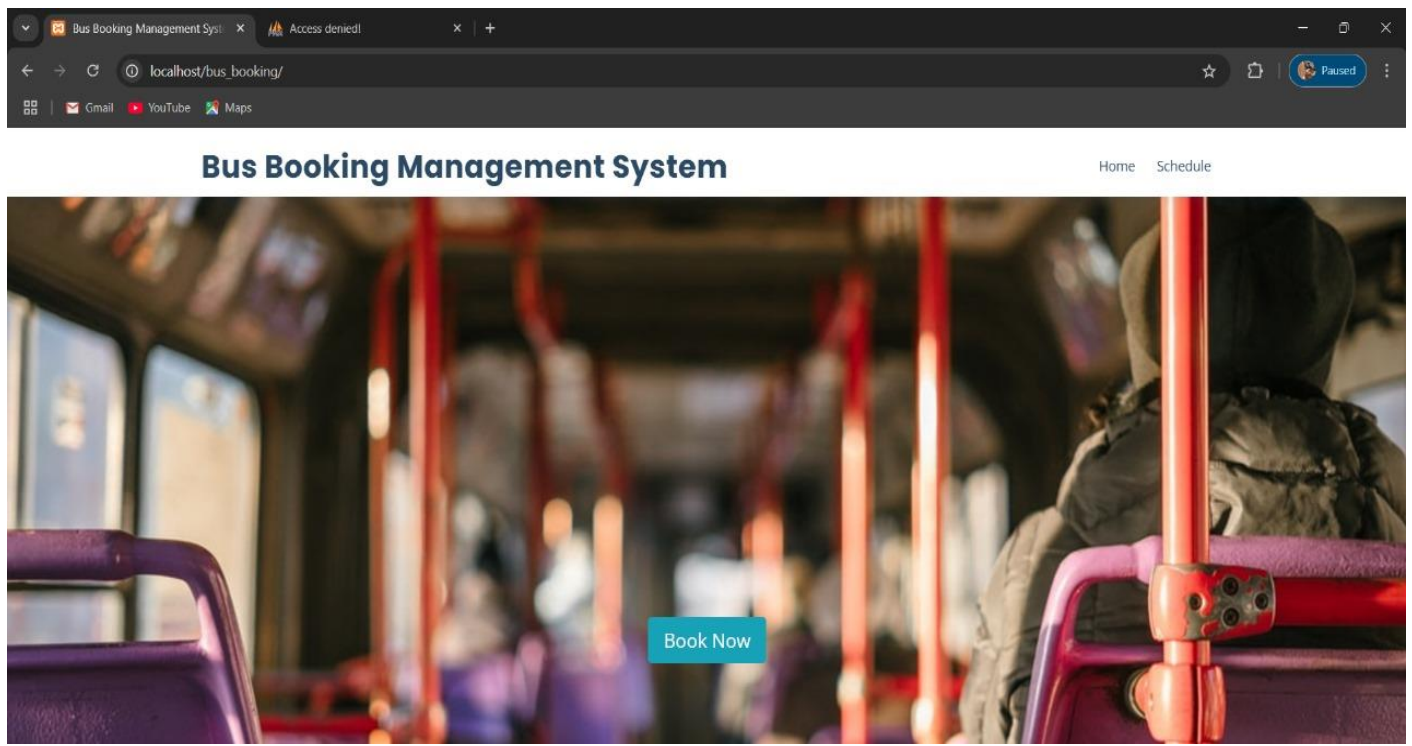 Bus Booking Management Syst
Access denied!
localhost/bus_booking/
Paused
Gmail
YouTube
Maps
Bus Booking Management System
Home
Schedule
Book Now